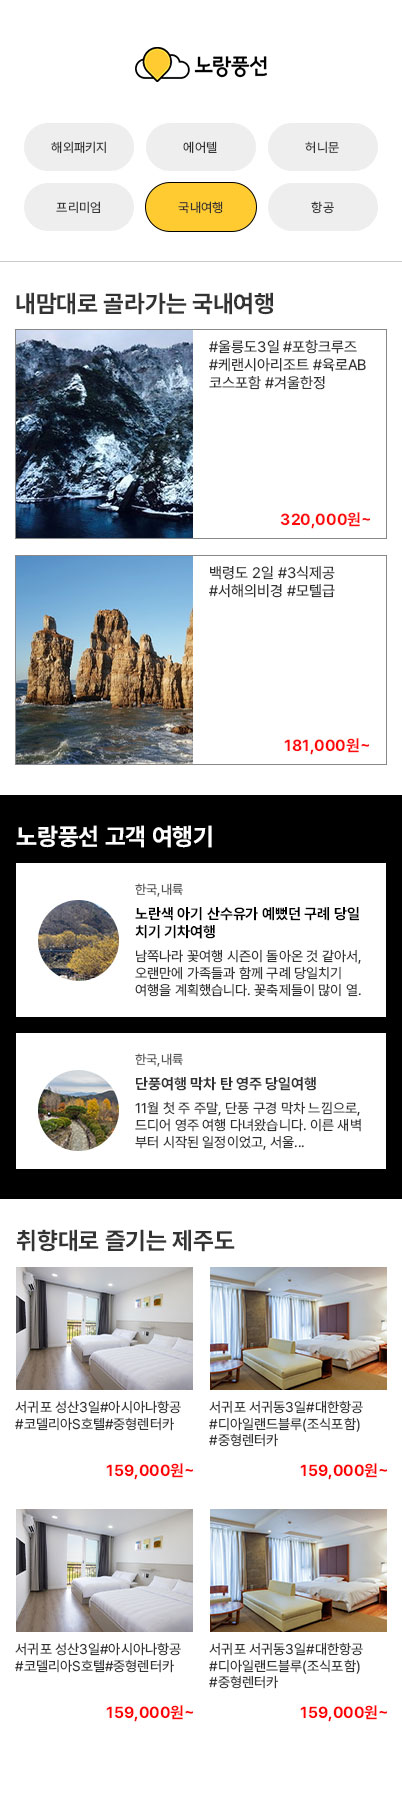 노랑풍선
해외패키지
에어텔
허니문
프리미엄
국내여행
항공
내맘대로 골라가는 국내여행
#울릉도3일 #포항크루즈
#케렌시아리조트 #육로AB
코스포함 #겨울한정
320,000원~
백령도 2일 #3식제공
#서해의비경 #모텔급
181,000원~
노랑풍선 고객 여행기
한국,내륙
노란색 아기 산수유가 예뻤던 구례 당일
치기 기차여행
남쪽나라 꽃여행 시즌이 돌아온 것 같아서,
오랜만에 가족들과 함께 구례 당일치기
여행을 계획했습니다. 꽃축제들이 많이 열.
한국,내륙
단풍여행 막차 탄 영주 당일여행
11월 첫 주 주말, 단풍 구경 막차 느낌으로,
드디어 영주 여행 다녀왔습니다. 이른 새벽
부터 시작된 일정이었고, 서울...
취향대로 즐기는 제주도
서귀포 성산3일#아시아나항공
#코델리아S호텔#중형렌터카
159,000원~
서귀포 서귀동3일#대한항공
#디아일랜드블루(조식포함)
#중형렌터카
159,000원~
서귀포 성산3일#아시아나항공
#코델리아S호텔#중형렌터카
159,000원~
서귀포 서귀동3일#대한항공
#디아일랜드블루(조식포함)
#중형렌터카
159,000원~